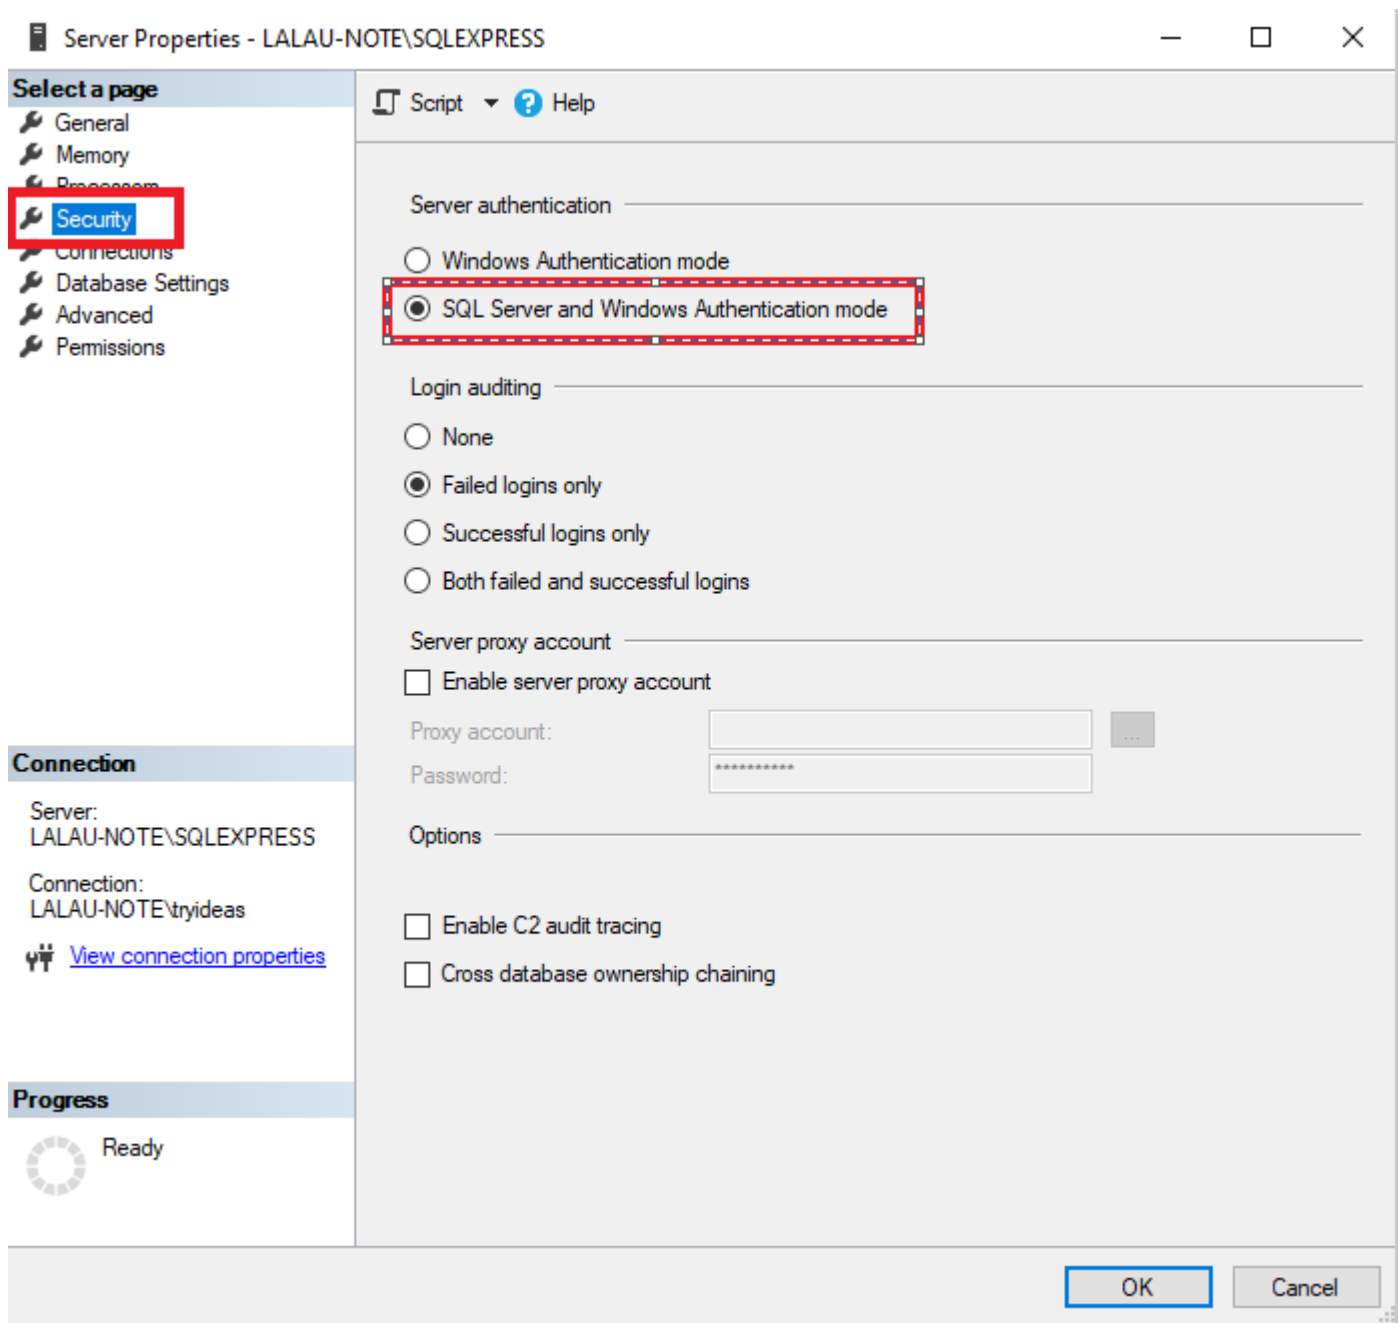 Server Properties - LALAU-NOTE\SQLEXPRESS
Select a page
General
Memory
Processors
Security
Connections
Database Settings
Advanced
Permissions
Connection
Server:
LALAU-NOTE\SQLEXPRESS
Connection:
LALAU-NOTE\tryideas
View connection properties
Progress
Ready
Script
Help
Server authentication
Windows Authentication mode
SQL Server and Windows Authentication mode
Login auditing
None
Failed logins only
Successful logins only
Both failed and successful logins
Server proxy account
Enable server proxy account
Proxy account:
...
Password:
**********
Options
Enable C2 audit tracing
Cross database ownership chaining
OK
Cancel